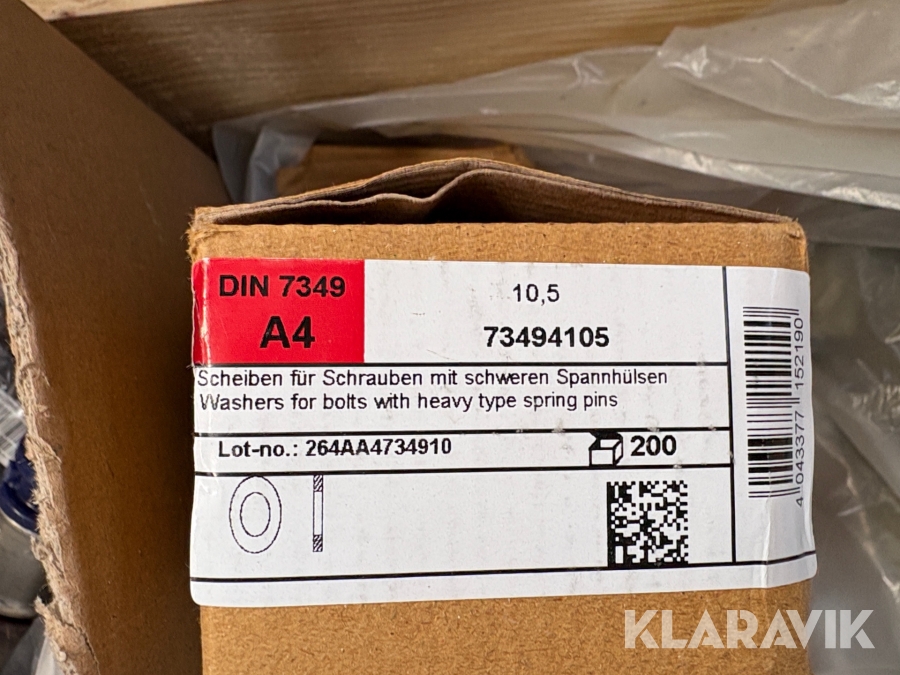 DIN 7349
A4
10,5
73494105
Scheiben für Schrauben mit schweren Spannhülsen
Washers for bolts with heavy type spring pins
Lot-no.: 264AA4734910
200
4 043377 152190
KLARAVIK